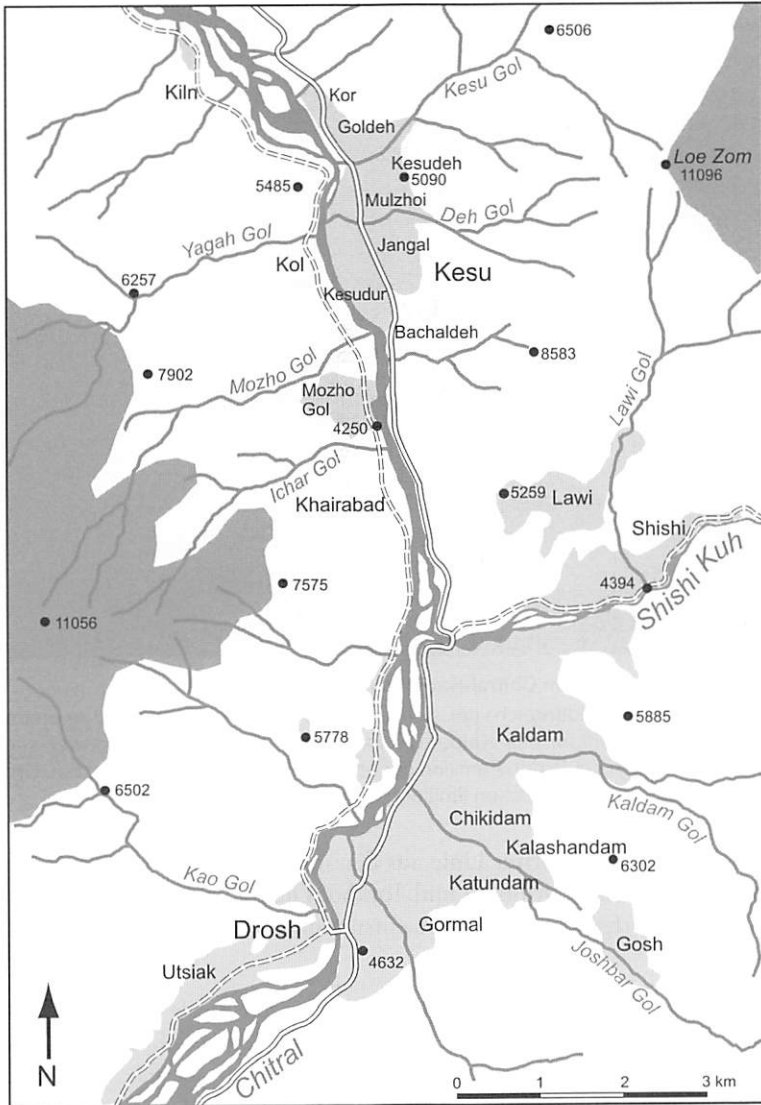 6506
Kor
Kesu Gol
Kiln
Goldeh
Loe Zom
11096
Kesudeh
5090
5485
Mulzhoi
Deh Gol
Yagah Gol
Jangal
Kol
Kesu
6257
Kesudur
Bachaldeh
8583
7902
Mozho Gol
Lawi Gol
Mozho
Gol
4250
Ichar Gol
5259
Lawi
Khairabad
Shishi
7575
4394
Shishi Kuh
11056
5885
5778
Kaldam
6502
Kaldam Gol
Chikidam
Kalashandam
6302
Kao Gol
Katundam
Drosh
Gormal
Gosh
4632
Joshbar Gol
Utsiak
N
Chitral
0 1 2 3 km